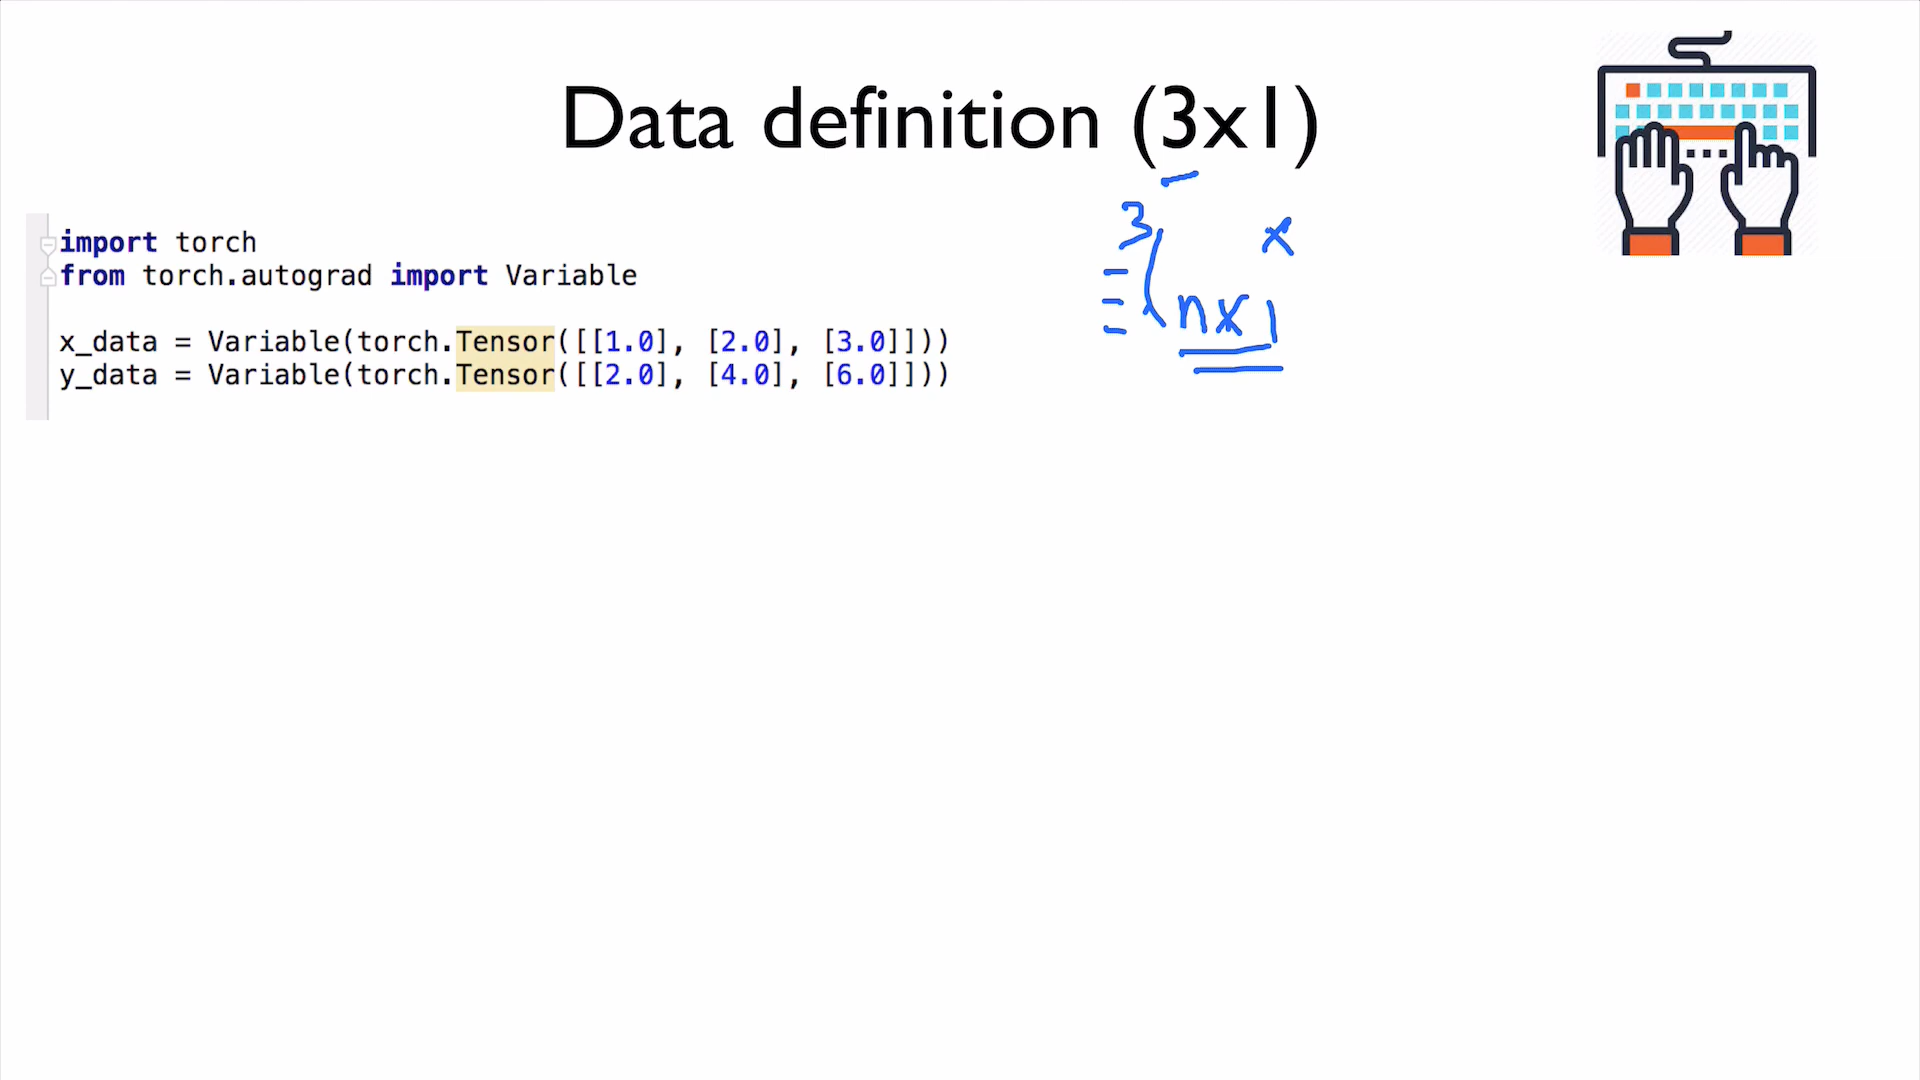 Data definition (3x1)
import torch
from torch.autograd import Variable
x_data = Variable(torch.Tensor([[1.0], [2.0], [3.0]]))
y_data = Variable(torch.Tensor([[2.0], [4.0], [6.0]]))
3 x
nx1